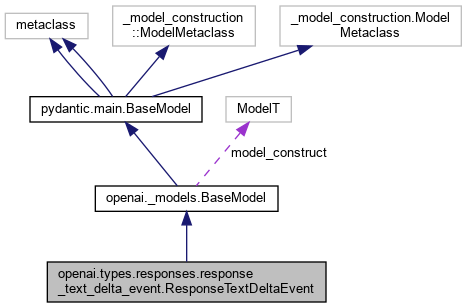 metaclass
_model_construction
::ModelMetaclass
_model_construction.Model
Metaclass
pydantic.main.BaseModel
ModelT
model_construct
openai._models.BaseModel
openai.types.responses.response
_text_delta_event.ResponseTextDeltaEvent